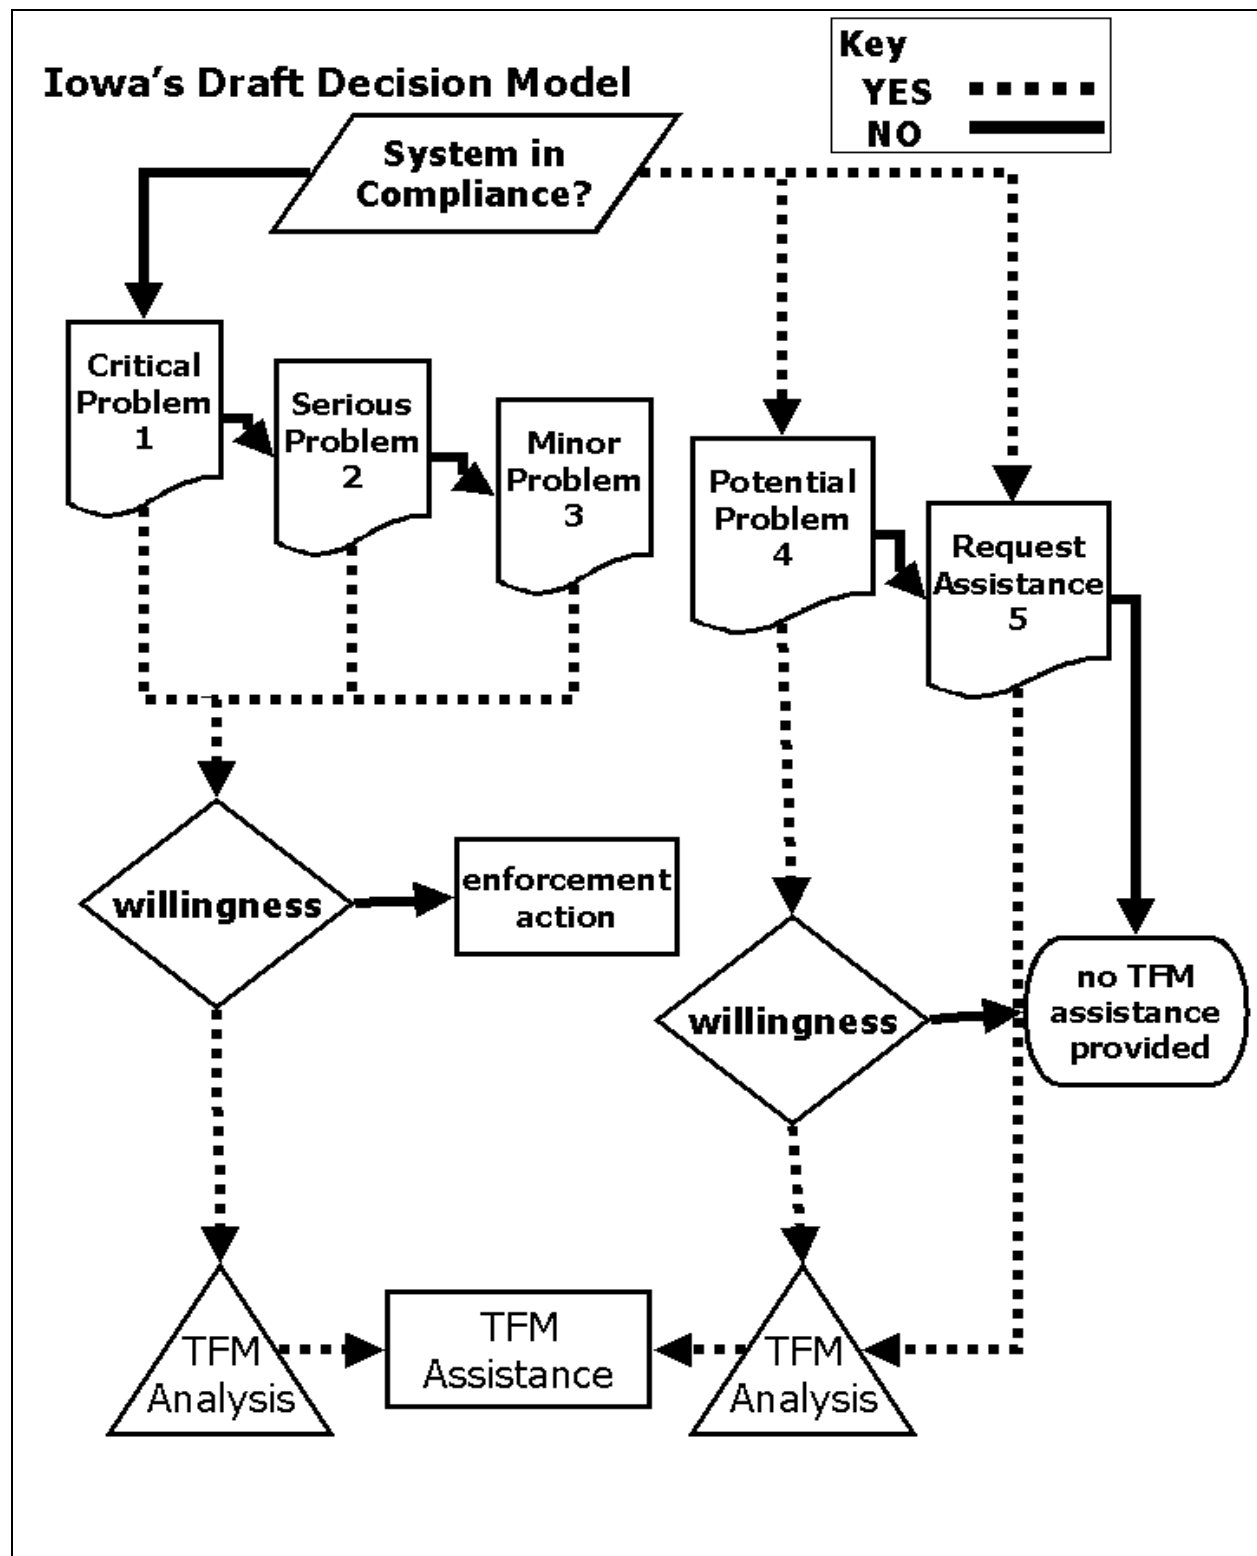 Key
YES
NO
Iowa's Draft Decision Model
System in
Compliance?
Critical
Problem
1
Serious
Problem
2
Minor
Problem
3
Potential
Problem
4
Request
Assistance
5
willingness
enforcement
action
willingness
no TFM
assistance
provided
TFM
Analysis
TFM
Assistance
TFM
Analysis